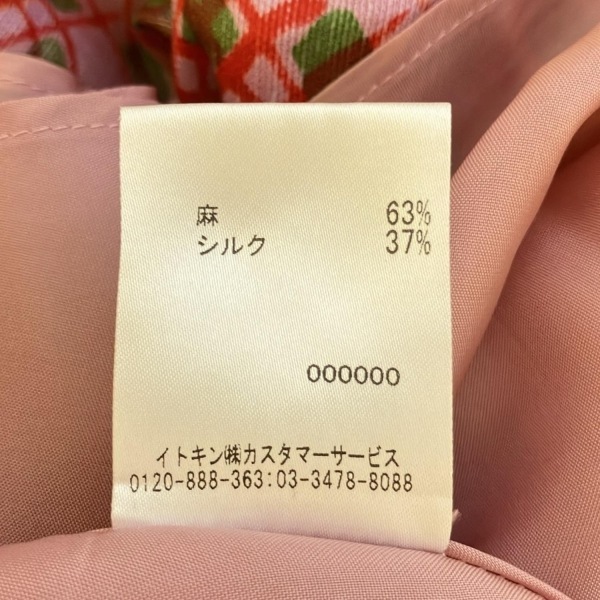 麻 63%
シルク 37%
000000
イトキン㈱カスタマーサービス
0120-888-363:03-3478-8088